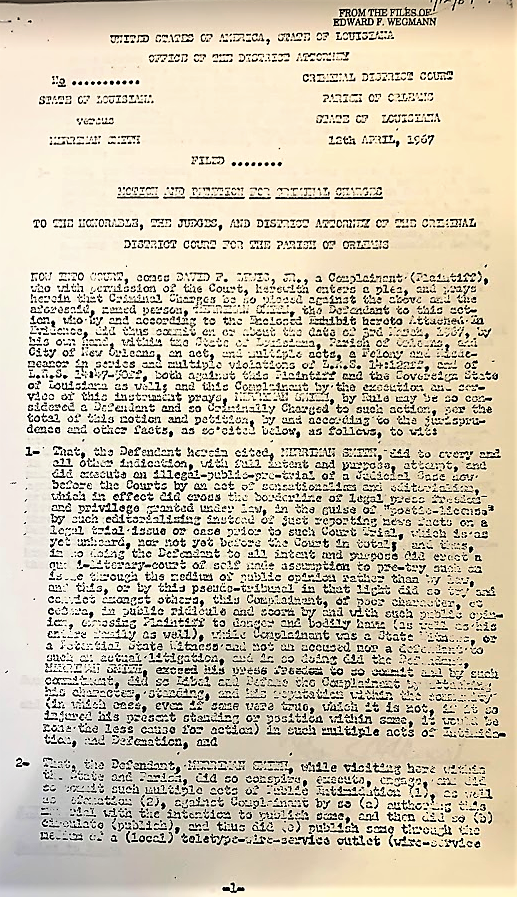 FROM THE FILES OF
EDWARD F. WEGMANN
UNITED STATES OF AMERICA, STATE OF LOUISIANA
OFFICE OF THE DISTRICT ATTORNEY
No ...........
CRIMINAL DISTRICT COURT
STATE OF LOUISIANA
PARISH OF ORLEANS
versus
STATE OF LOUISIANA
MERRIMAN SMITH
12th APRIL, 1967
FILED ........
MOTION AND PETITION FOR CRIMINAL CHARGES
TO THE HONORABLE, THE JUDGES, AND DISTRICT ATTORNEY OF THE CRIMINAL
DISTRICT COURT FOR THE PARISH OF ORLEANS
NOW INTO COURT, comes DAVID F. LEWIS, JR., a Complainant (Plaintiff),
who with permission of the Court, herewith enters a plea, and prays
herein that Criminal Charges be so placed against the above and the
aforesaid, named person, MERRIMAN SMITH, the Defendant to this act-
ion, who by and according to the Enclosed Exhibit hereto Attached in
Evidence, did thus commit on or about the date of 3rd March, 1967, by
his own hand, within the State of Louisiana, Parish of Orleans, and
City of New Orleans, an act, and multiple acts, a Felony and Misde-
meanor in series and multiple violations of L.R.S. and of
L.R.S. both against this Plaintiff and the Sovereign State
of Louisiana as well; and this Complainant by the execution an- ser-
vice of this instrument prays, MERRIMAN SMITH, by Rule may be so con-
sidered a Defendant and so Criminally Charged to such action, per the
total of this motion and petition, by and according to the jurispru-
dence and other facts, as so cited below, as follows, to wit:
1- That, the Defendant herein cited, MERRIMAN SMITH, did to every and
all other indication, with full intent and purpose, attempt, and
did execute an illegal-public-pre-trial, of a Judicial Case now
before the Courts by an act of sensationalism and editorialism,
which in effect did cross the borderline of legal press freedom
and privilege granted under law, in the guise of "poetic-license"
by such editorialising instead of just reporting news facts on a
legal trial-issue or case prior to such Court Trial, which is as
yet unheard, nor not yet before the Court in total; and thus,
in so doing the Defendant to all intent and purpose did erect a
quasi-literary-court of self made assumption to pre-try such an
issue through the medium of public opinion rather than by law,
and this, or by this pseudo-tribunal in that light did so try and
convict amongst others, this Complainant, of poor character, et
cetera, in public ridicule and scorn by and with such public opin-
ion, exposing Plaintiff to danger and bodily harm (as well as his
entire family as well), while Complainant was a State Witness, or
a Potential State Witness and not an accused nor a defendant to
such an actual litigation, and in so doing did the Defendant,
MERRIMAN SMITH, exceed his press freedom to so commit and by such
commitment, did so Libel and Defame the Complainant by
his character, standing, and his reputation within the community
(in which case, even if same were true, which it is not, if it so
injured his present standing or position within same, it would be
none the less cause for action) in such multiple acts of Intimida-
tion, and Defamation, and
2- That, the Defendant, MERRIMAN SMITH, while visiting here within
the State and Parish, did so conspire, execute, engage, and did
so commit such multiple acts of Public Intimidation (1), as well
as Defamation (2), against Complainant by so (a) authoring this
material with the intention to publish same, and then did so (b)
circulate (publish), and thus did (c) publish same through the
medium of a (local) teletype-wire-service outlet (wire-service
-1-